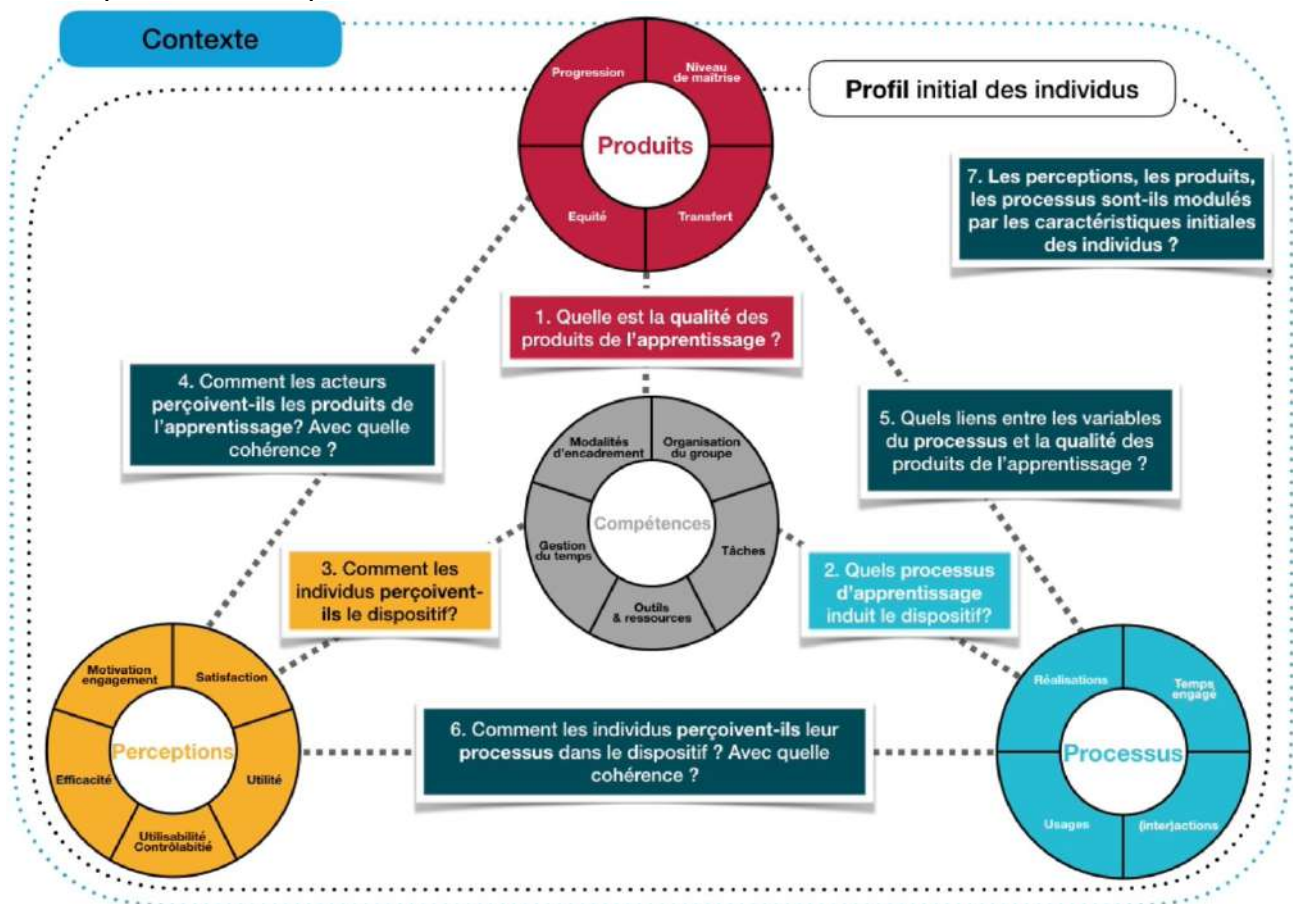 Contexte
Progression
Niveau
de maîtrise
Profil initial des individus
Produits
7. Les perceptions, les produits,
les processus sont-ils modulés
par les caractéristiques initiales
des individus ?
Equité
Transfert
1. Quelle est la qualité des
produits de l'apprentissage ?
4. Comment les acteurs
perçoivent-ils les produits de
l'apprentissage? Avec quelle
cohérence ?
5. Quels liens entre les variables
du processus et la qualité des
produits de l'apprentissage ?
Modalités
d'encadrement
Organisation
du groupe
Compétences
Gestion
du temps
Tâches
Outils
& ressources
3. Comment les
individus perçoivent-
ils le dispositif?
2. Quels processus
d'apprentissage
induit le dispositif?
Motivation
engagement
Satisfaction
Perceptions
Efficacité
Utilité
Utilisabilité
Contrôlabitié
6. Comment les individus perçoivent-ils leur
processus dans le dispositif ? Avec quelle
cohérence ?
Réalisations
Temps
engagé
Processus
Usages
(inter)actions